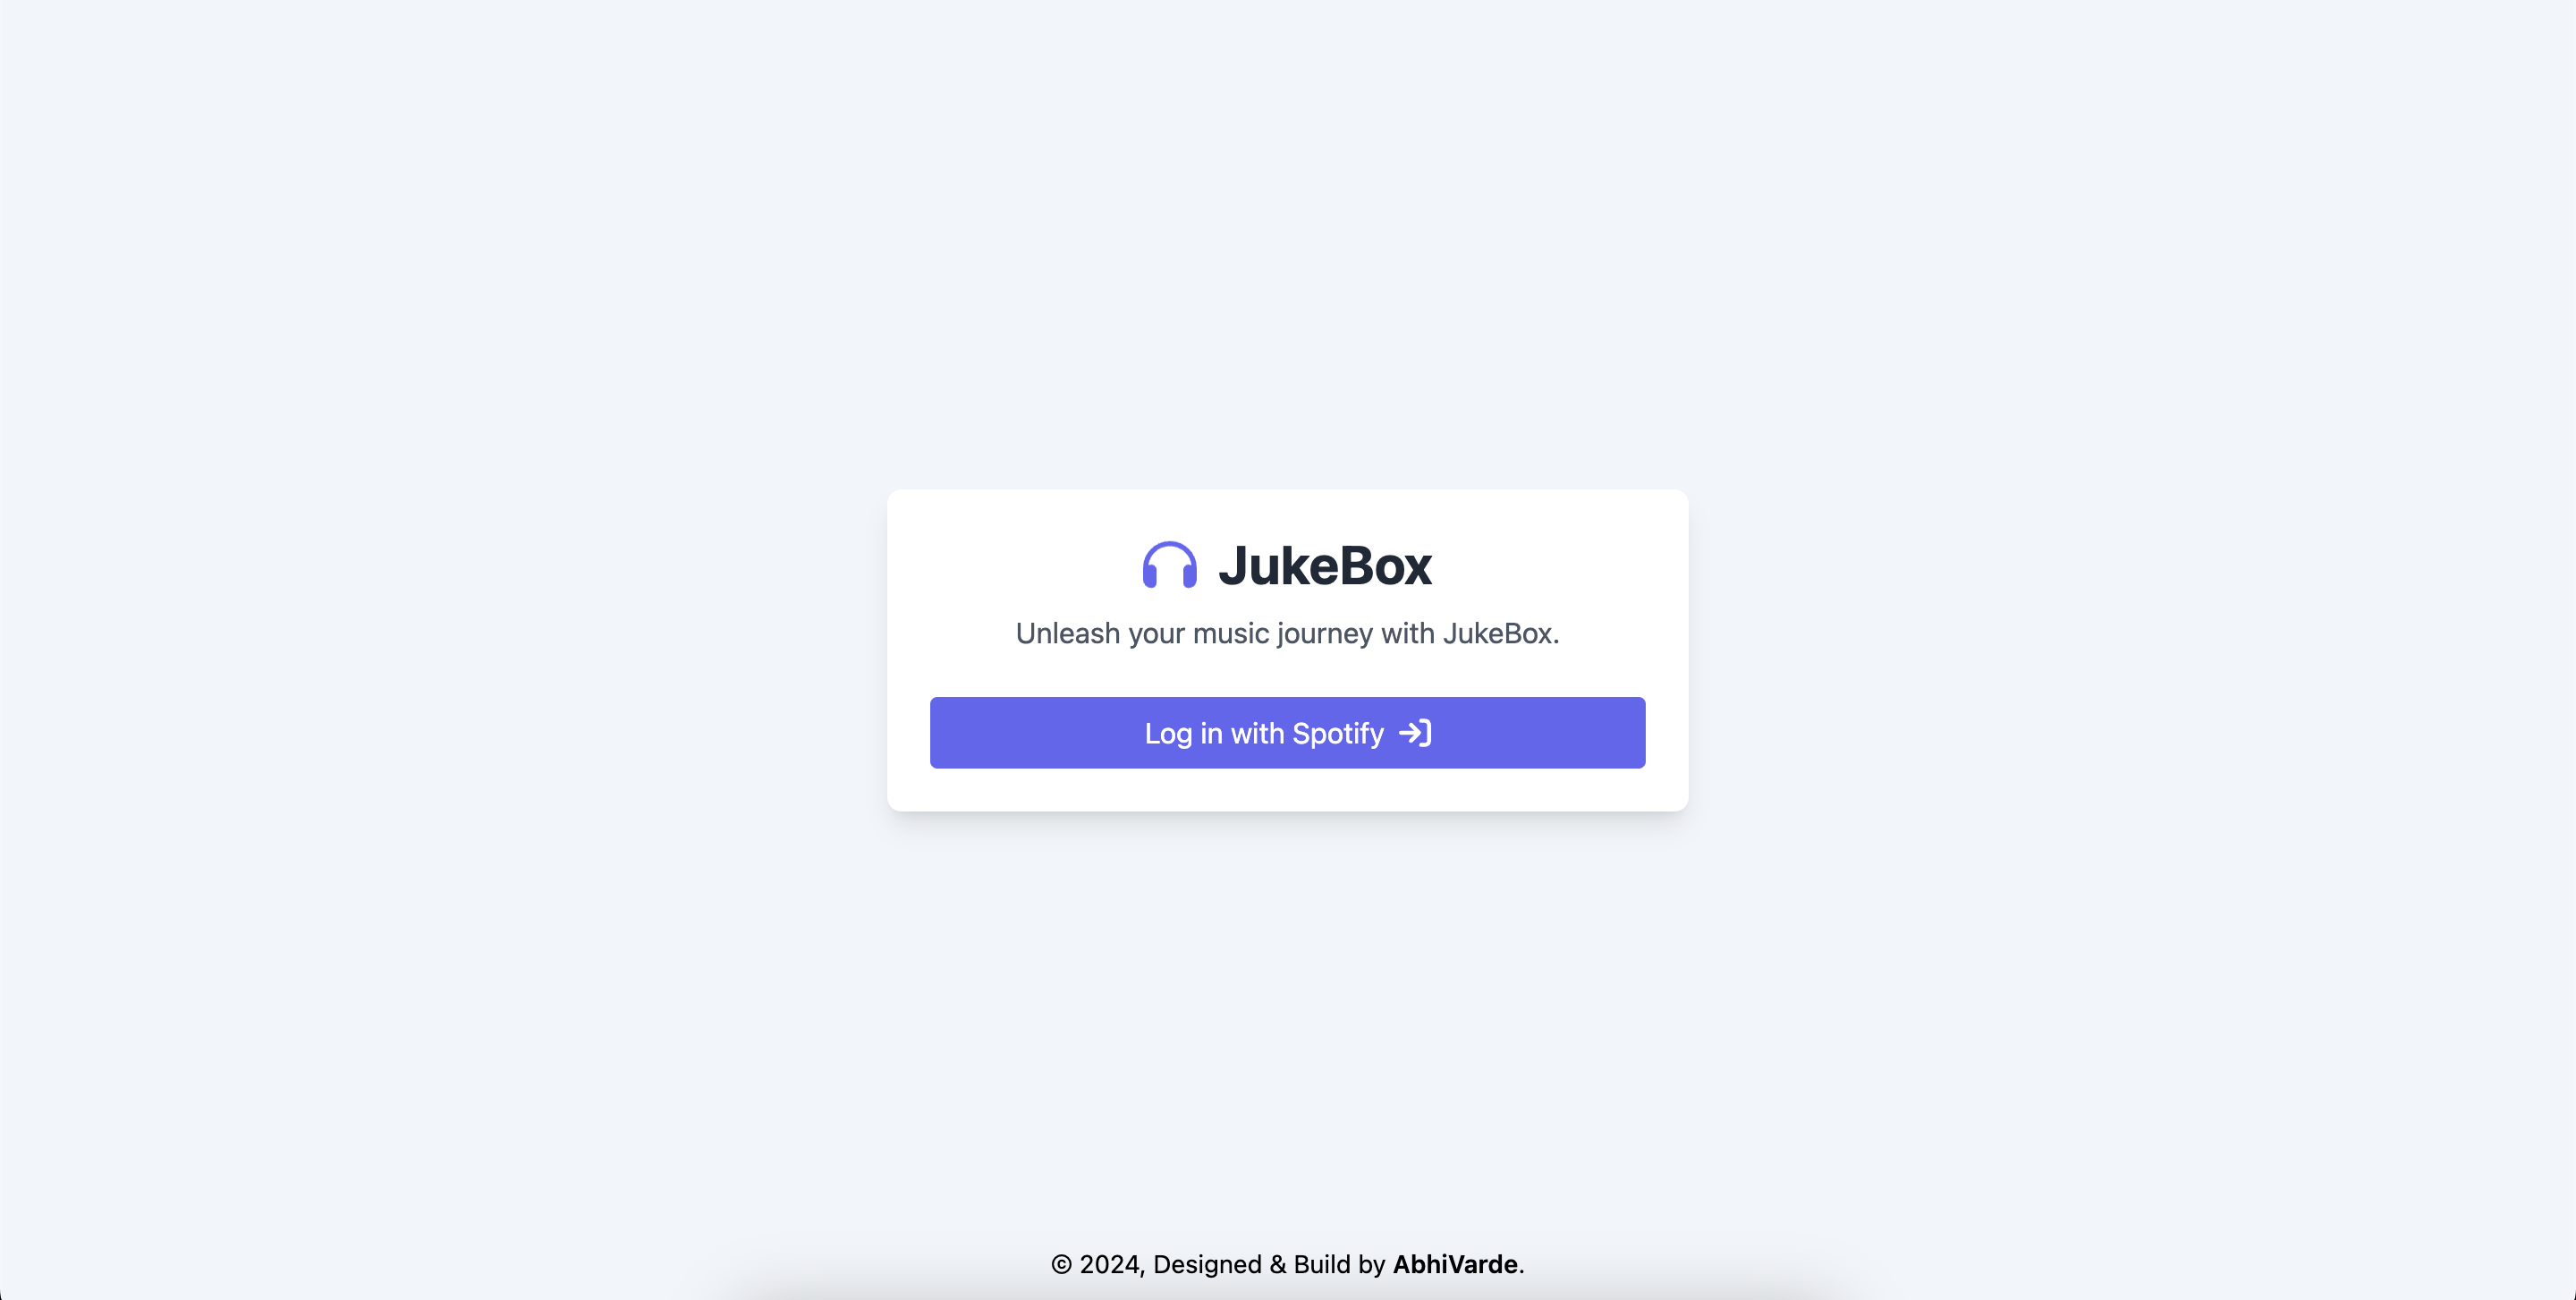 JukeBox
Unleash your music journey with JukeBox.
Log in with Spotify
© 2024, Designed & Build by AbhiVarde.